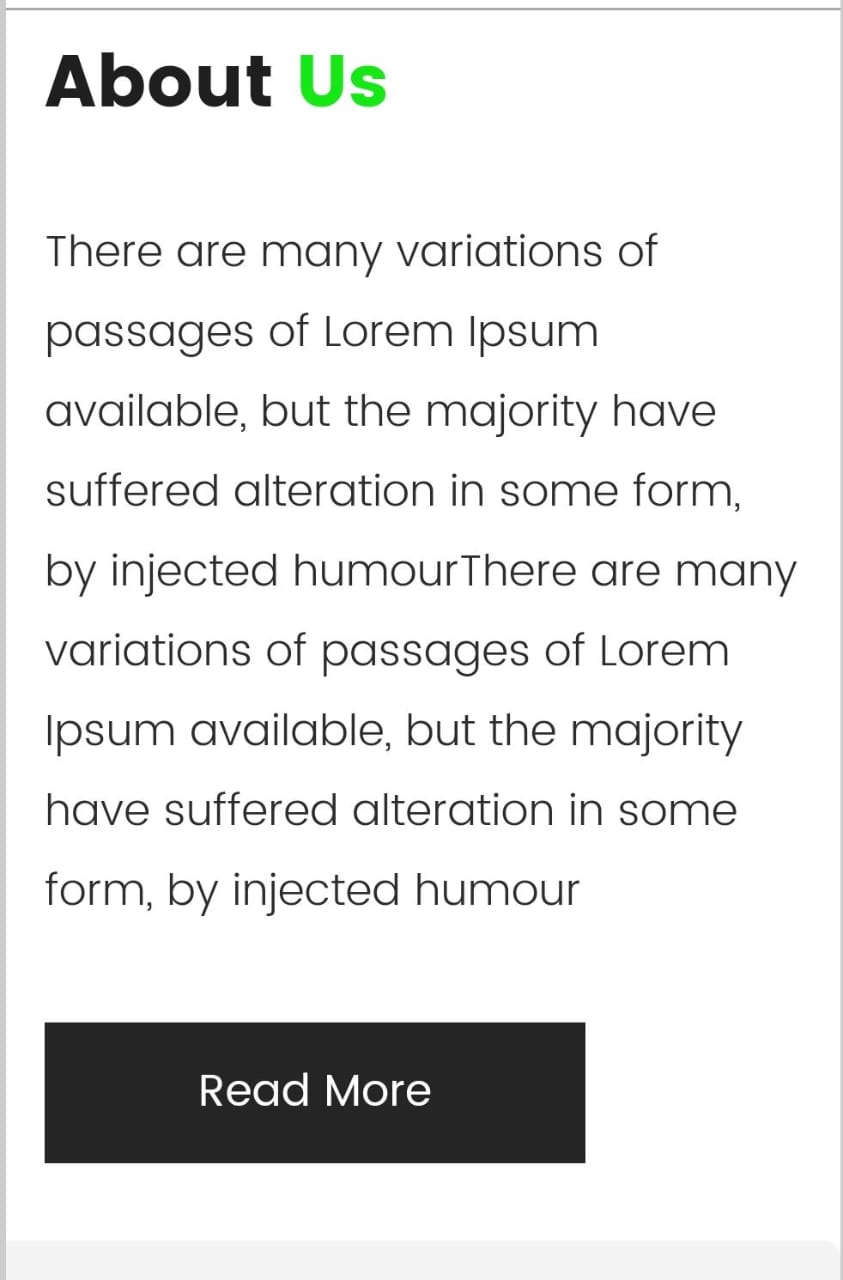 About Us
There are many variations of
passages of Lorem Ipsum
available, but the majority have
suffered alteration in some form,
by injected humourThere are many
variations of passages of Lorem
Ipsum available, but the majority
have suffered alteration in some
form, by injected humour
Read More